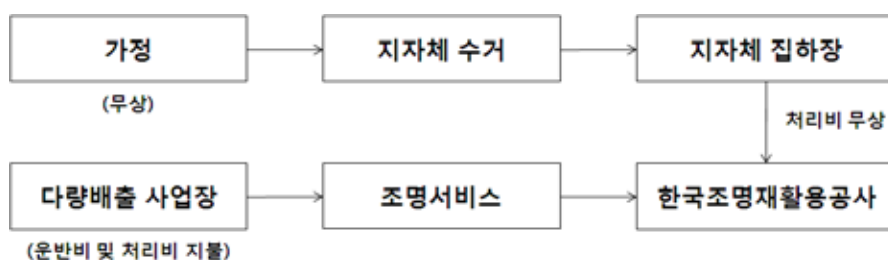 가정
지자체 수거
지자체 집하장
(무상)
처리비 무상
다량배출 사업장
조명서비스
한국조명재활용공사
(운반비 및 처리비 지불)